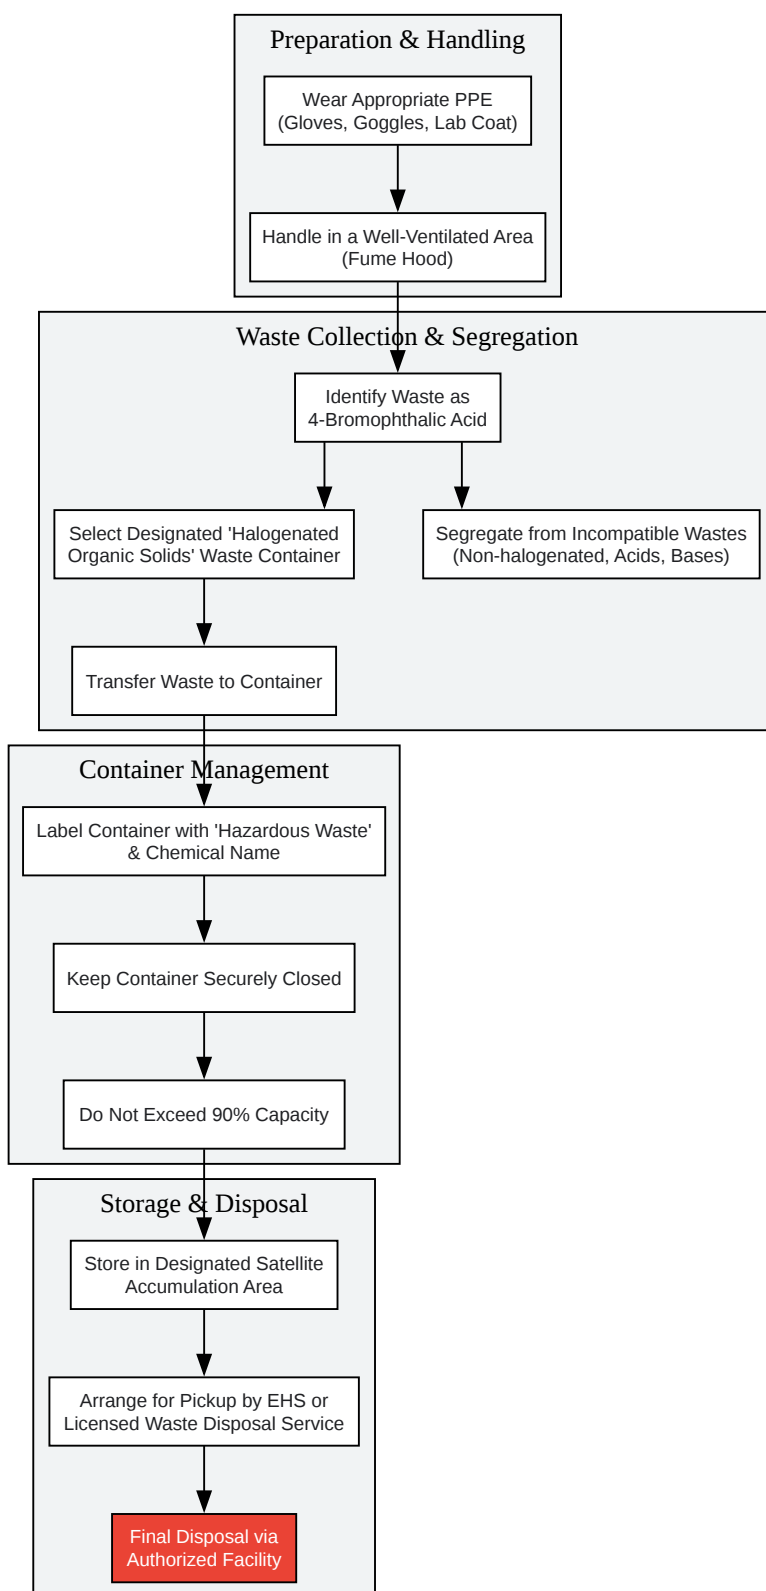 Preparation & Handling
Wear Appropriate PPE
(Gloves, Goggles, Lab Coat)
Handle in a Well-Ventilated Area
(Fume Hood)
Waste Collection & Segregation
Identify Waste as
4-Bromophthalic Acid
Select Designated 'Halogenated
Organic Solids' Waste Container
Segregate from Incompatible Wastes
(Non-halogenated, Acids, Bases)
Transfer Waste to Container
Container Management
Label Container with 'Hazardous Waste'
& Chemical Name
Keep Container Securely Closed
Do Not Exceed 90% Capacity
Storage & Disposal
Store in Designated Satellite
Accumulation Area
Arrange for Pickup by EHS or
Licensed Waste Disposal Service
Final Disposal via
Authorized Facility